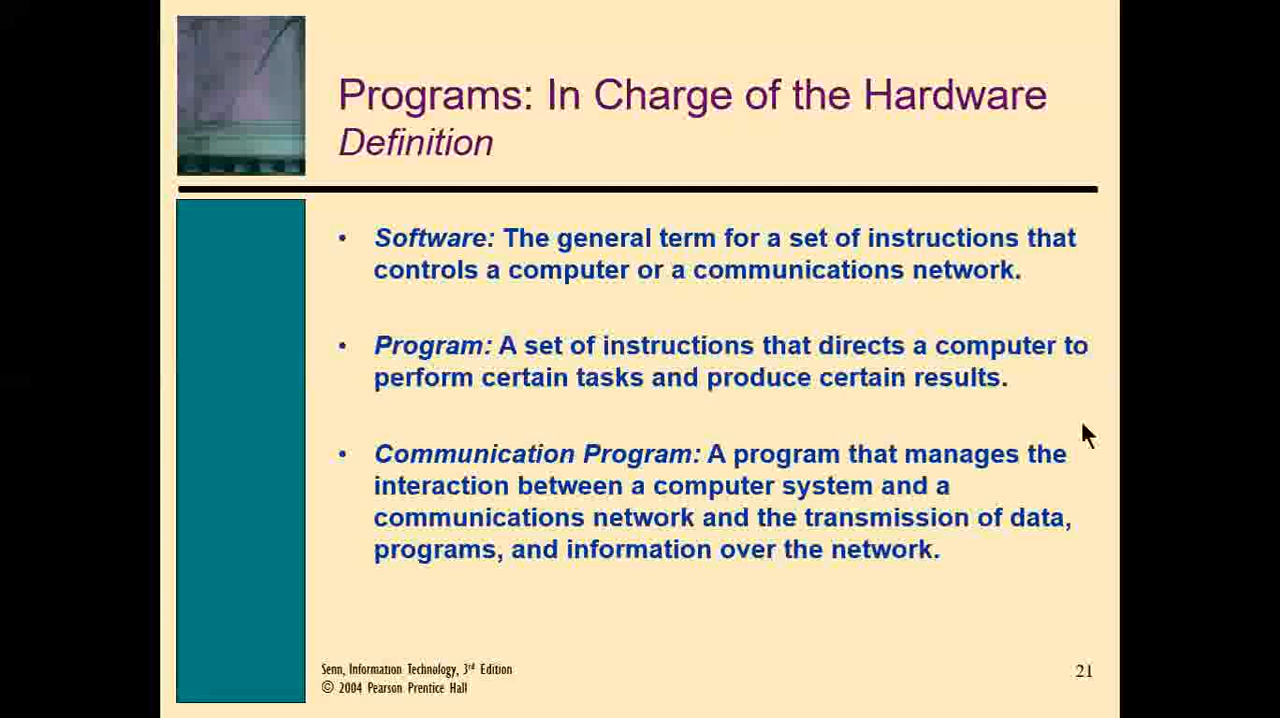 Programs: In Charge of the Hardware
Definition
• Software: The general term for a set of instructions that
controls a computer or a communications network.
• Program: A set of instructions that directs a computer to
perform certain tasks and produce certain results.
• Communication Program: A program that manages the
interaction between a computer system and a
communications network and the transmission of data,
programs, and information over the network.
Senn, Information Technology, 3rd Edition
© 2004 Pearson Prentice Hall
21